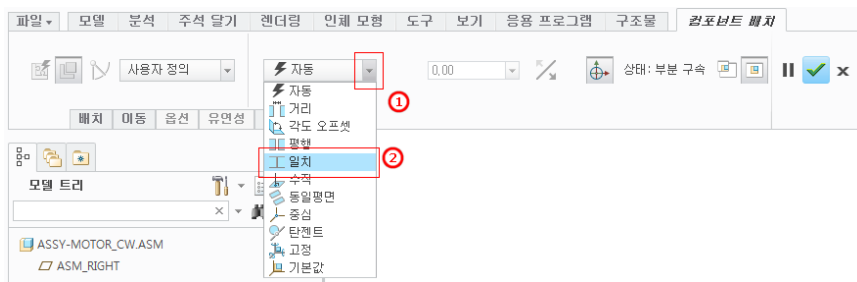 파일 모델 분석 주석 달기 렌더링 인체 모형 도구 보기 응용 프로그램 구조물 컴포넌트 배치
사용자 정의 자동 0,00 상태: 부분 구속
자동
①
거리
배치 이동 옵션 유연성
각도 오프셋
평행
일치
②
수직
모델 트리
동일평면
중심
탄젠트
ASSY-MOTOR_CW.ASM
고정
ASM_RIGHT
기본값